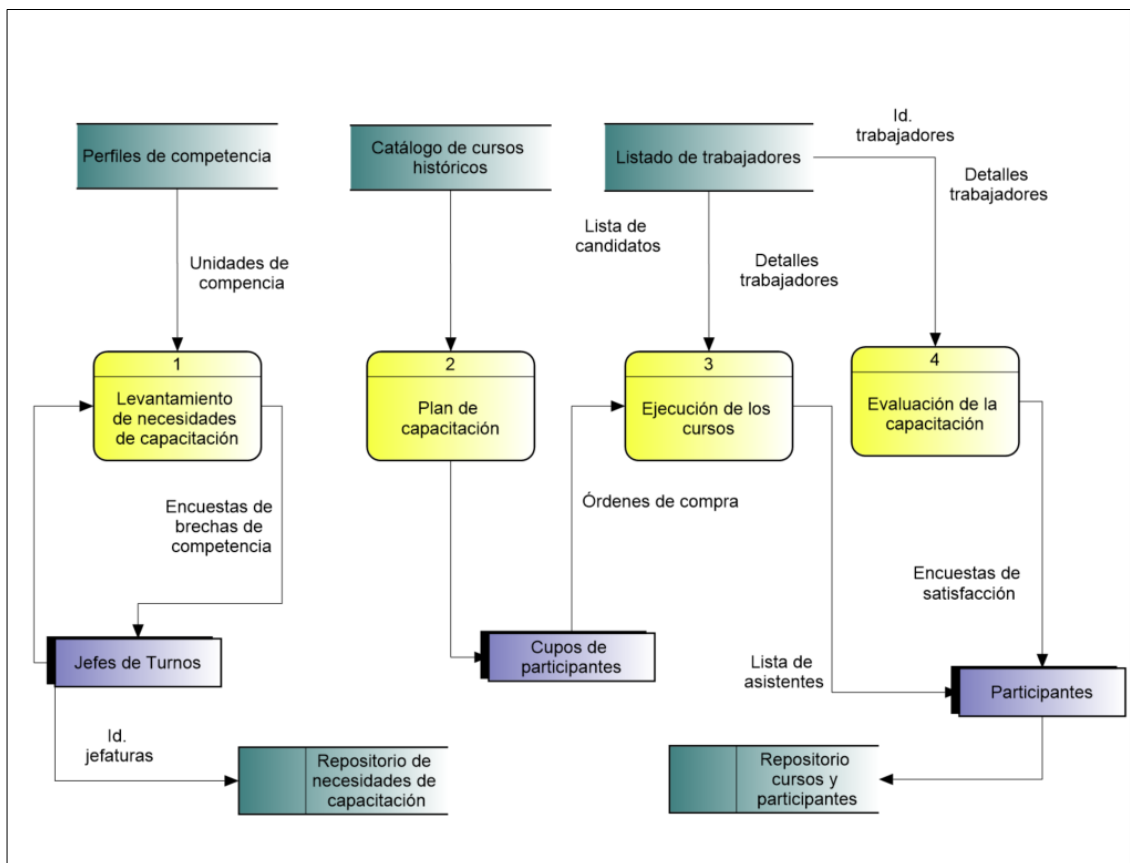 Perfiles de competencia
Catálogo de cursos
históricos
Listado de trabajadores
Id.
trabajadores
Detalles
trabajadores
Unidades de
compencia
Lista de
candidatos
Detalles
trabajadores
1
Levantamiento
de necesidades
de capacitación
2
Plan de
capacitación
3
Ejecución de los
cursos
4
Evaluación de la
capacitación
Encuestas de
brechas de
competencia
Órdenes de compra
Encuestas de
satisfacción
Jefes de Turnos
Cupos de
participantes
Lista de
asistentes
Participantes
Id.
jefaturas
Repositorio de
necesidades de
capacitación
Repositorio
cursos y
participantes